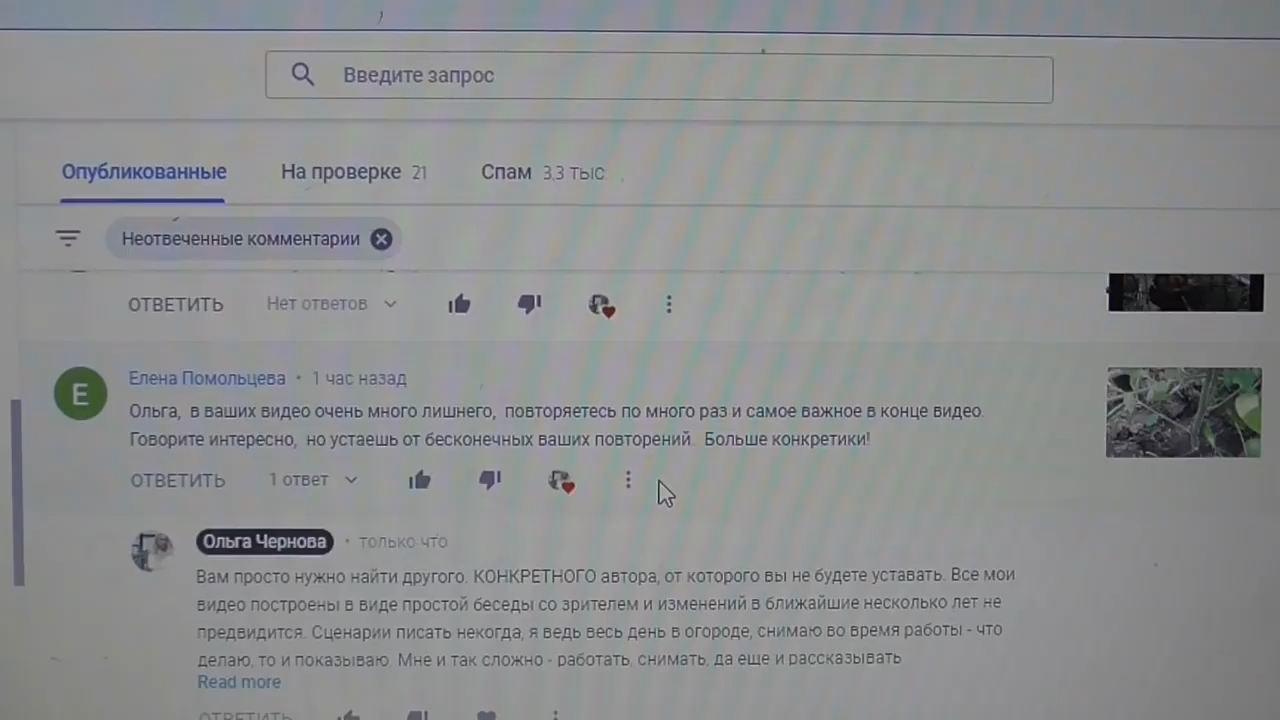 Введите запрос
Опубликованные На проверке 21 Спам 3,3 тыс.
Неотвеченные комментарии
ОТВЕТИТЬ Нет ответов
E
Елена Помольцева • 1 час назад
Ольга, в ваших видео очень много лишнего, повторяетесь по много раз и самое важное в конце видео.
Говорите интересно, но устаешь от бесконечных ваших повторений. Больше конкретики!
ОТВЕТИТЬ 1 ответ
Ольга Чернова • только что
Вам просто нужно найти другого. КОНКРЕТНОГО автора, от которого вы не будете уставать. Все мои
видео построены в виде простой беседы со зрителем и изменений в ближайшие несколько лет не
предвидится. Сценарии писать некогда, я ведь весь день в огороде, снимаю во время работы - что
делаю, то и показываю. Мне и так сложно - работать, снимать, да еще и рассказывать
Read more
ОТВЕТИТЬ